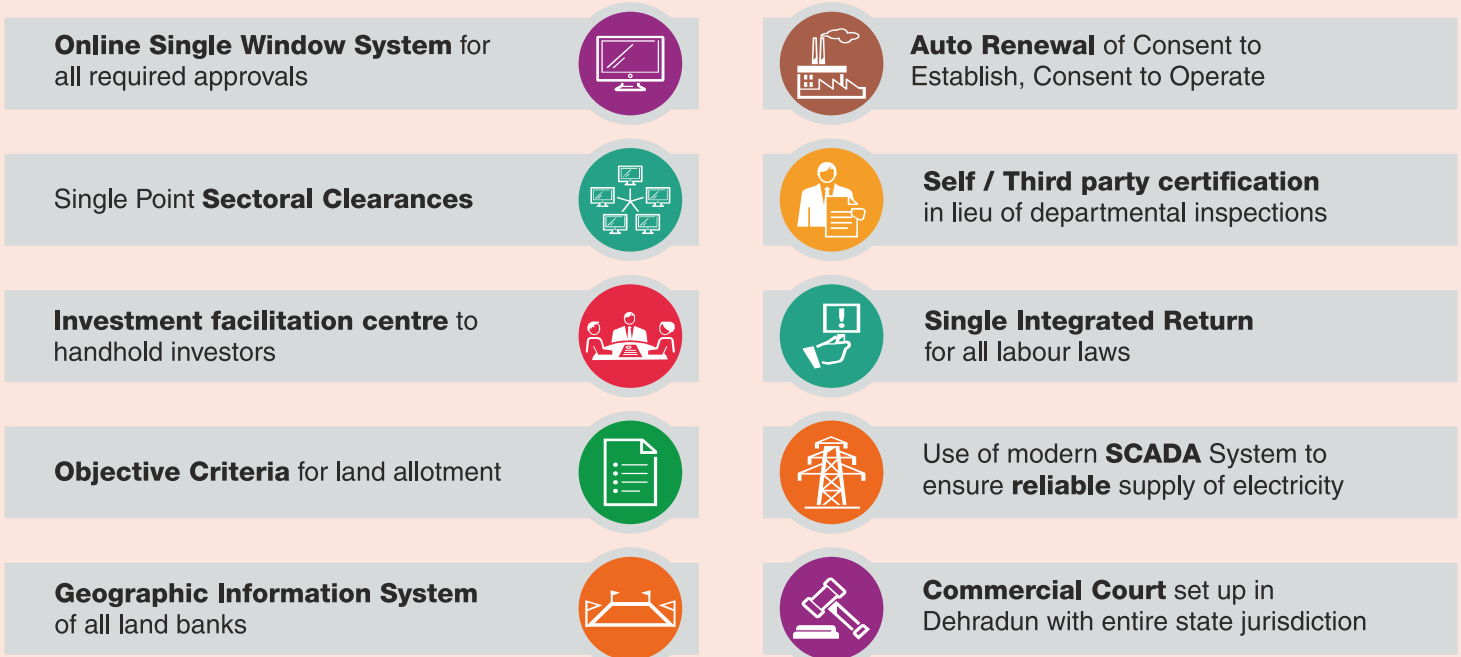 Online Single Window System for
all required approvals
Single Point Sectoral Clearances
Investment facilitation centre to
handhold investors
Objective Criteria for land allotment
Geographic Information System
of all land banks
Auto Renewal of Consent to
Establish, Consent to Operate
Self / Third party certification
in lieu of departmental inspections
Single Integrated Return
for all labour laws
Use of modern SCADA System to
ensure reliable supply of electricity
Commercial Court set up in
Dehradun with entire state jurisdiction